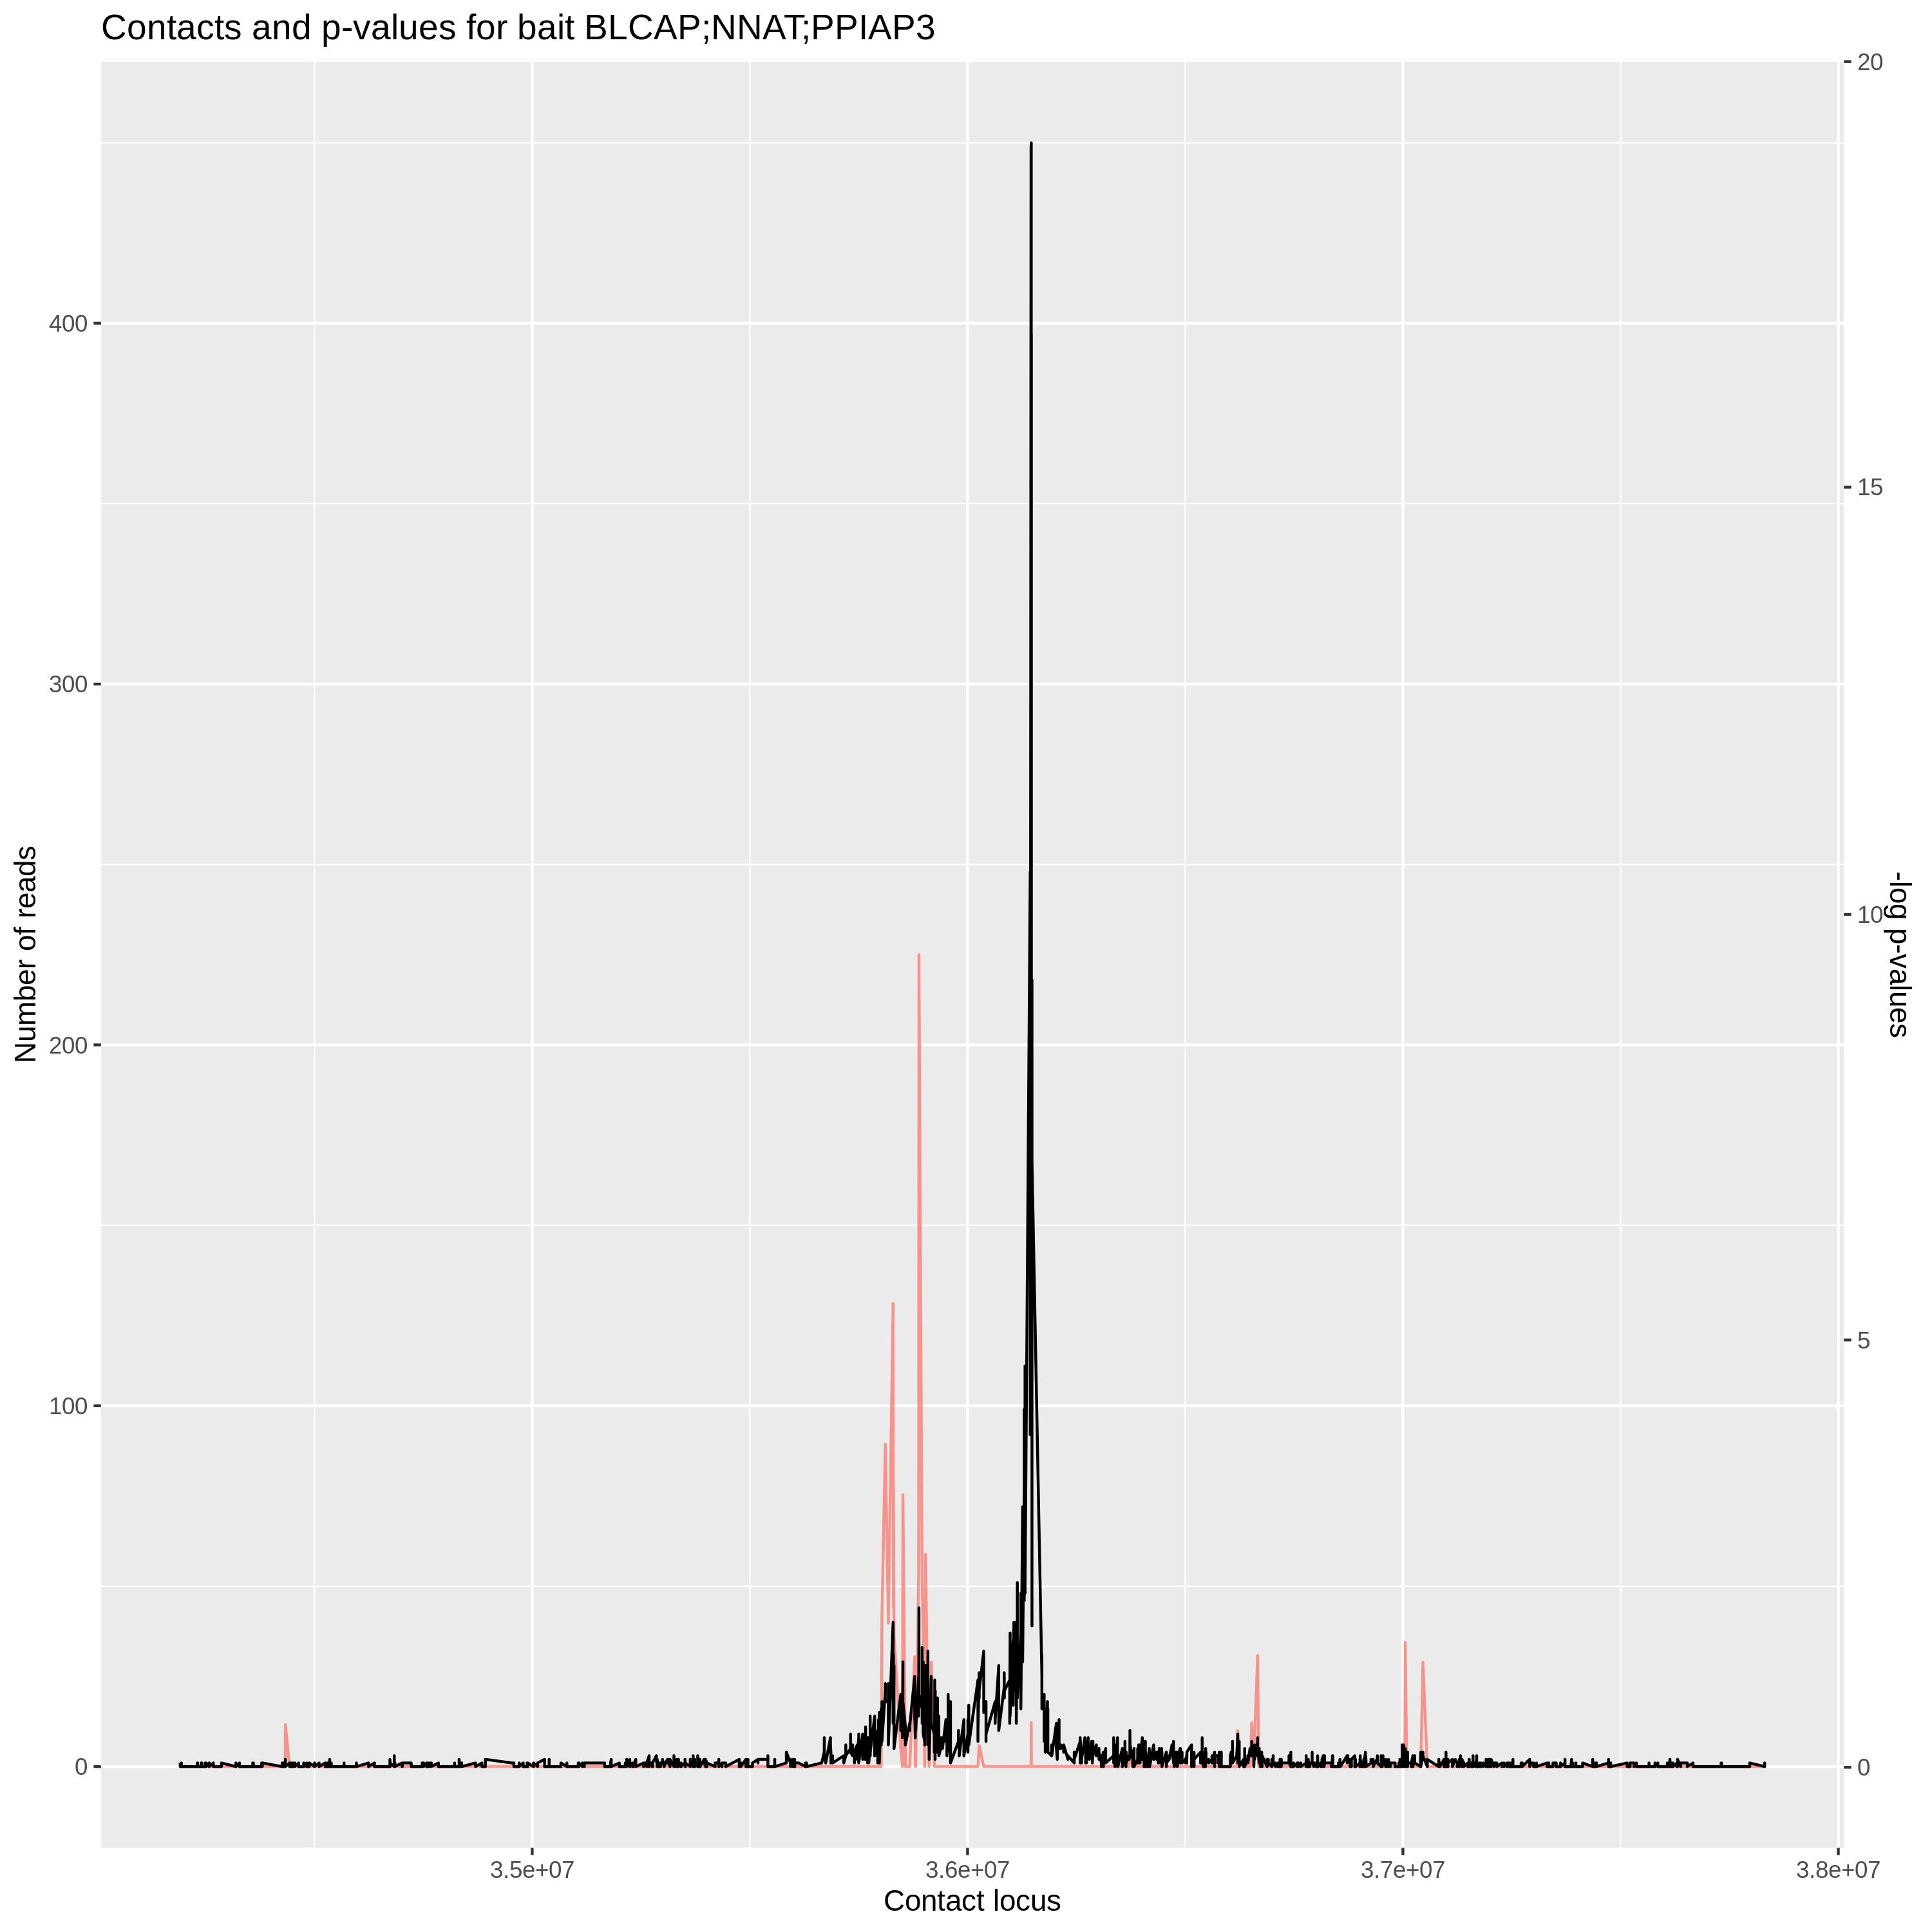 Contacts and p-values for bait BLCAP;NNAT;PPIAP3
20
400
15
300
10
200
5
100
0
0
Number of reads
-log p-values
3.5e+07 3.6e+07 3.7e+07 3.8e+07
Contact locus